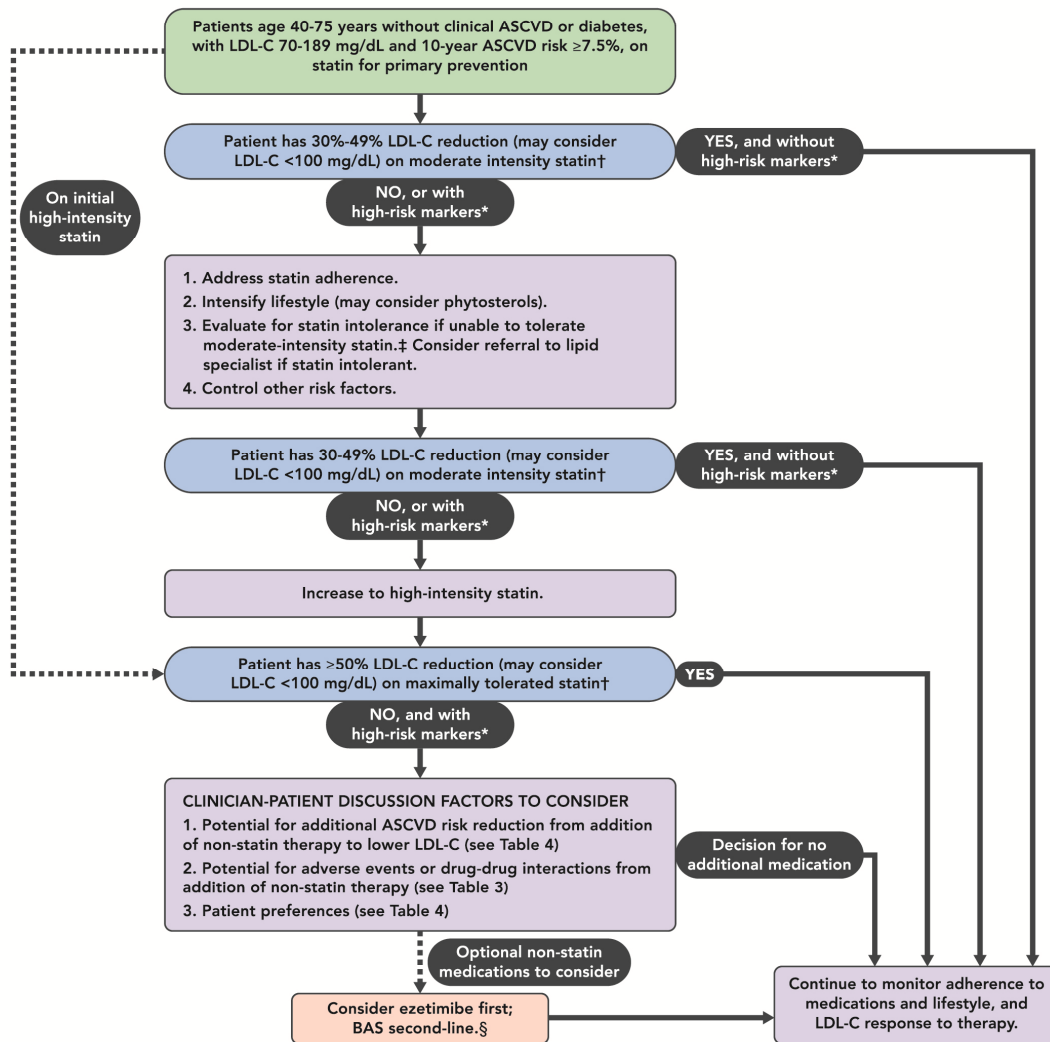 Patients age 40-75 years without clinical ASCVD or diabetes,
with LDL-C 70-189 mg/dL and 10-year ASCVD risk ≥7.5%, on
statin for primary prevention
Patient has 30%-49% LDL-C reduction (may consider
LDL-C <100 mg/dL) on moderate intensity statin†
YES, and without
high-risk markers*
NO, or with
high-risk markers*
On initial
high-intensity
statin
1. Address statin adherence.
2. Intensify lifestyle (may consider phytosterols).
3. Evaluate for statin intolerance if unable to tolerate
moderate-intensity statin.‡ Consider referral to lipid
specialist if statin intolerant.
4. Control other risk factors.
Patient has 30-49% LDL-C reduction (may consider
LDL-C <100 mg/dL) on moderate intensity statin†
YES, and without
high-risk markers*
NO, or with
high-risk markers*
Increase to high-intensity statin.
Patient has ≥50% LDL-C reduction (may consider
LDL-C <100 mg/dL) on maximally tolerated statin†
YES
NO, and with
high-risk markers*
CLINICIAN-PATIENT DISCUSSION FACTORS TO CONSIDER
1. Potential for additional ASCVD risk reduction from addition
of non-statin therapy to lower LDL-C (see Table 4)
2. Potential for adverse events or drug-drug interactions from
addition of non-statin therapy (see Table 3)
3. Patient preferences (see Table 4)
Decision for no
additional medication
Optional non-statin
medications to consider
Consider ezetimibe first;
BAS second-line.§
Continue to monitor adherence to
medications and lifestyle, and
LDL-C response to therapy.